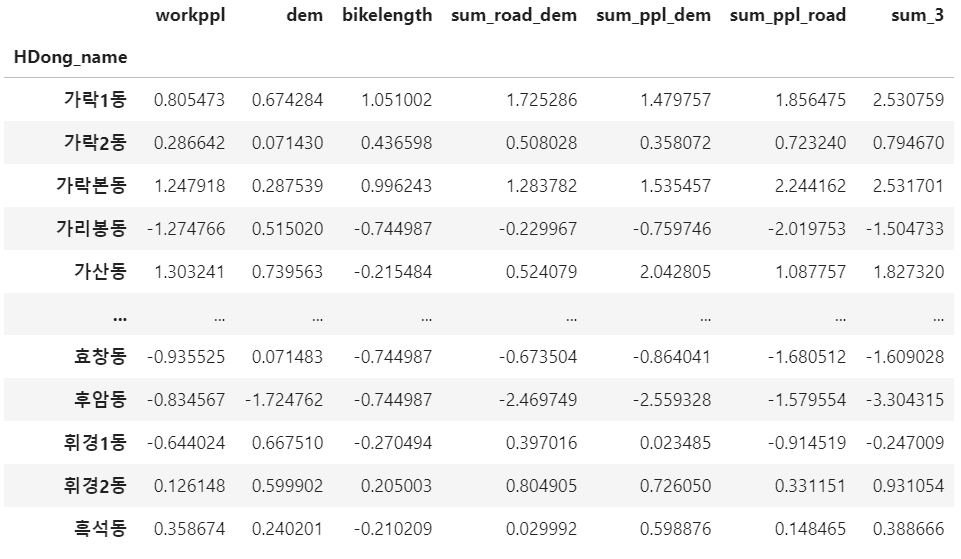 workppl dem bikelength sum_road_dem sum_ppl_dem sum_ppl_road sum_3
HDong_name
가락1동 0.805473 0.674284 1.051002 1.725286 1.479757 1.856475 2.530759
가락2동 0.286642 0.071430 0.436598 0.508028 0.358072 0.723240 0.794670
가락본동 1.247918 0.287539 0.996243 1.283782 1.535457 2.244162 2.531701
가리봉동 -1.274766 0.515020 -0.744987 -0.229967 -0.759746 -2.019753 -1.504733
가산동 1.303241 0.739563 -0.215484 0.524079 2.042805 1.087757 1.827320
... ... ... ... ... ... ... ...
효창동 -0.935525 0.071483 -0.744987 -0.673504 -0.864041 -1.680512 -1.609028
후암동 -0.834567 -1.724762 -0.744987 -2.469749 -2.559328 -1.579554 -3.304315
휘경1동 -0.644024 0.667510 -0.270494 0.397016 0.023485 -0.914519 -0.247009
휘경2동 0.126148 0.599902 0.205003 0.804905 0.726050 0.331151 0.931054
흑석동 0.358674 0.240201 -0.210209 0.029992 0.598876 0.148465 0.388666